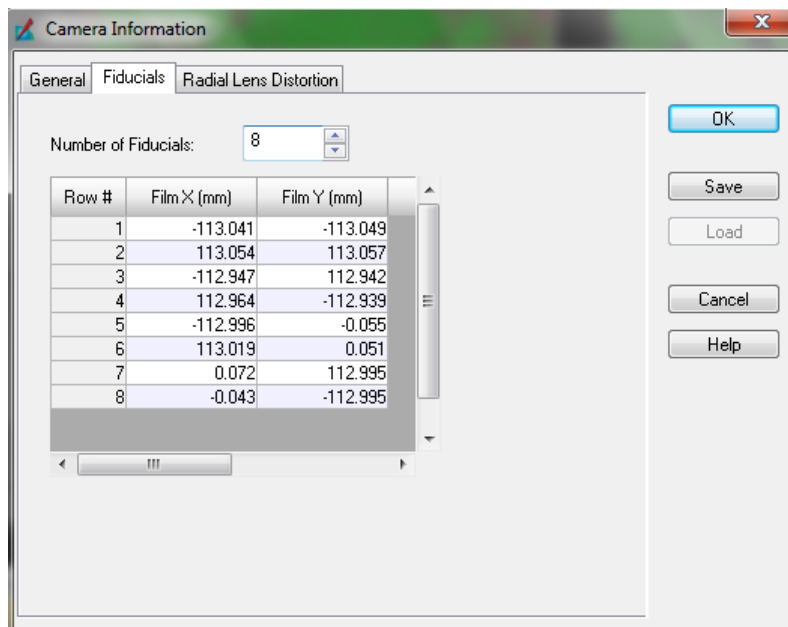 Camera Information
General Fiducials Radial Lens Distortion
Number of Fiducials: 8
Row # Film X (mm) Film Y (mm)
1 -113.041 -113.049
2 113.054 113.057
3 -112.947 112.942
4 112.964 -112.939
5 -112.996 -0.055
6 113.019 0.051
7 0.072 112.995
8 -0.043 -112.995
OK
Save
Load
Cancel
Help